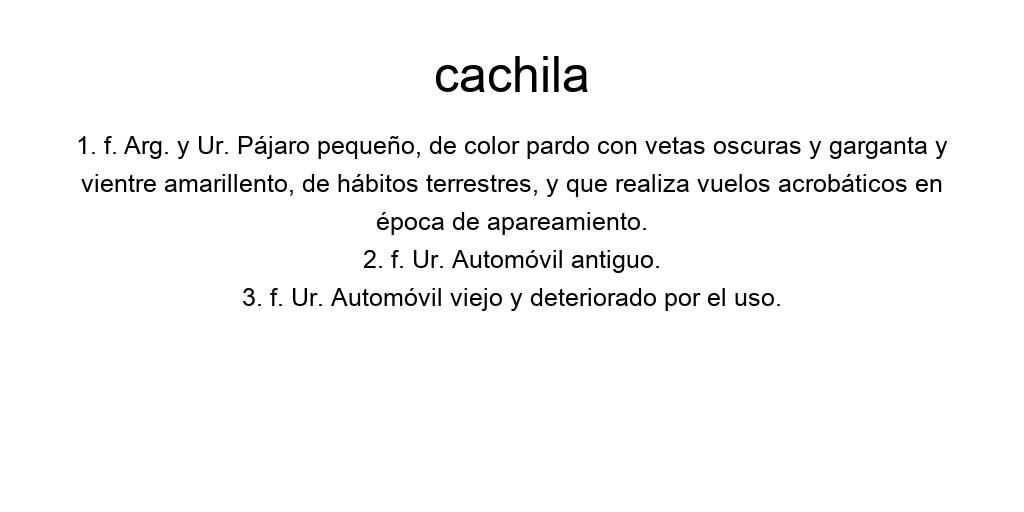 cachila
1. f. Arg. y Ur. Pájaro pequeño, de color pardo con vetas oscuras y garganta y
vientre amarillento, de hábitos terrestres, y que realiza vuelos acrobáticos en
época de apareamiento.
2. f. Ur. Automóvil antiguo.
3. f. Ur. Automóvil viejo y deteriorado por el uso.